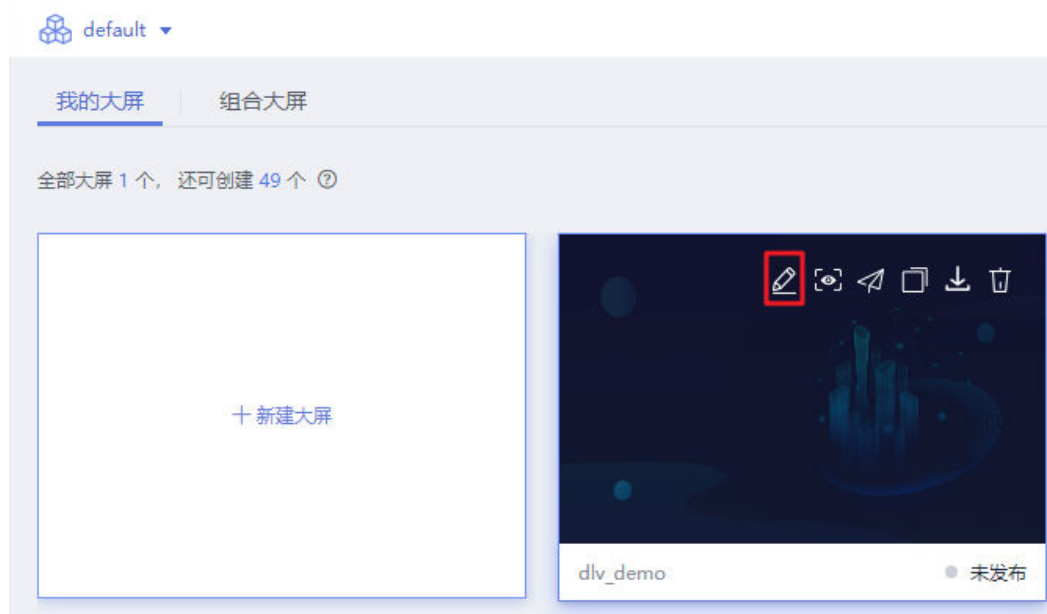 default
我的大屏 组合大屏
全部大屏 1 个, 还可创建 49 个
新建大屏
dlv_demo 未发布